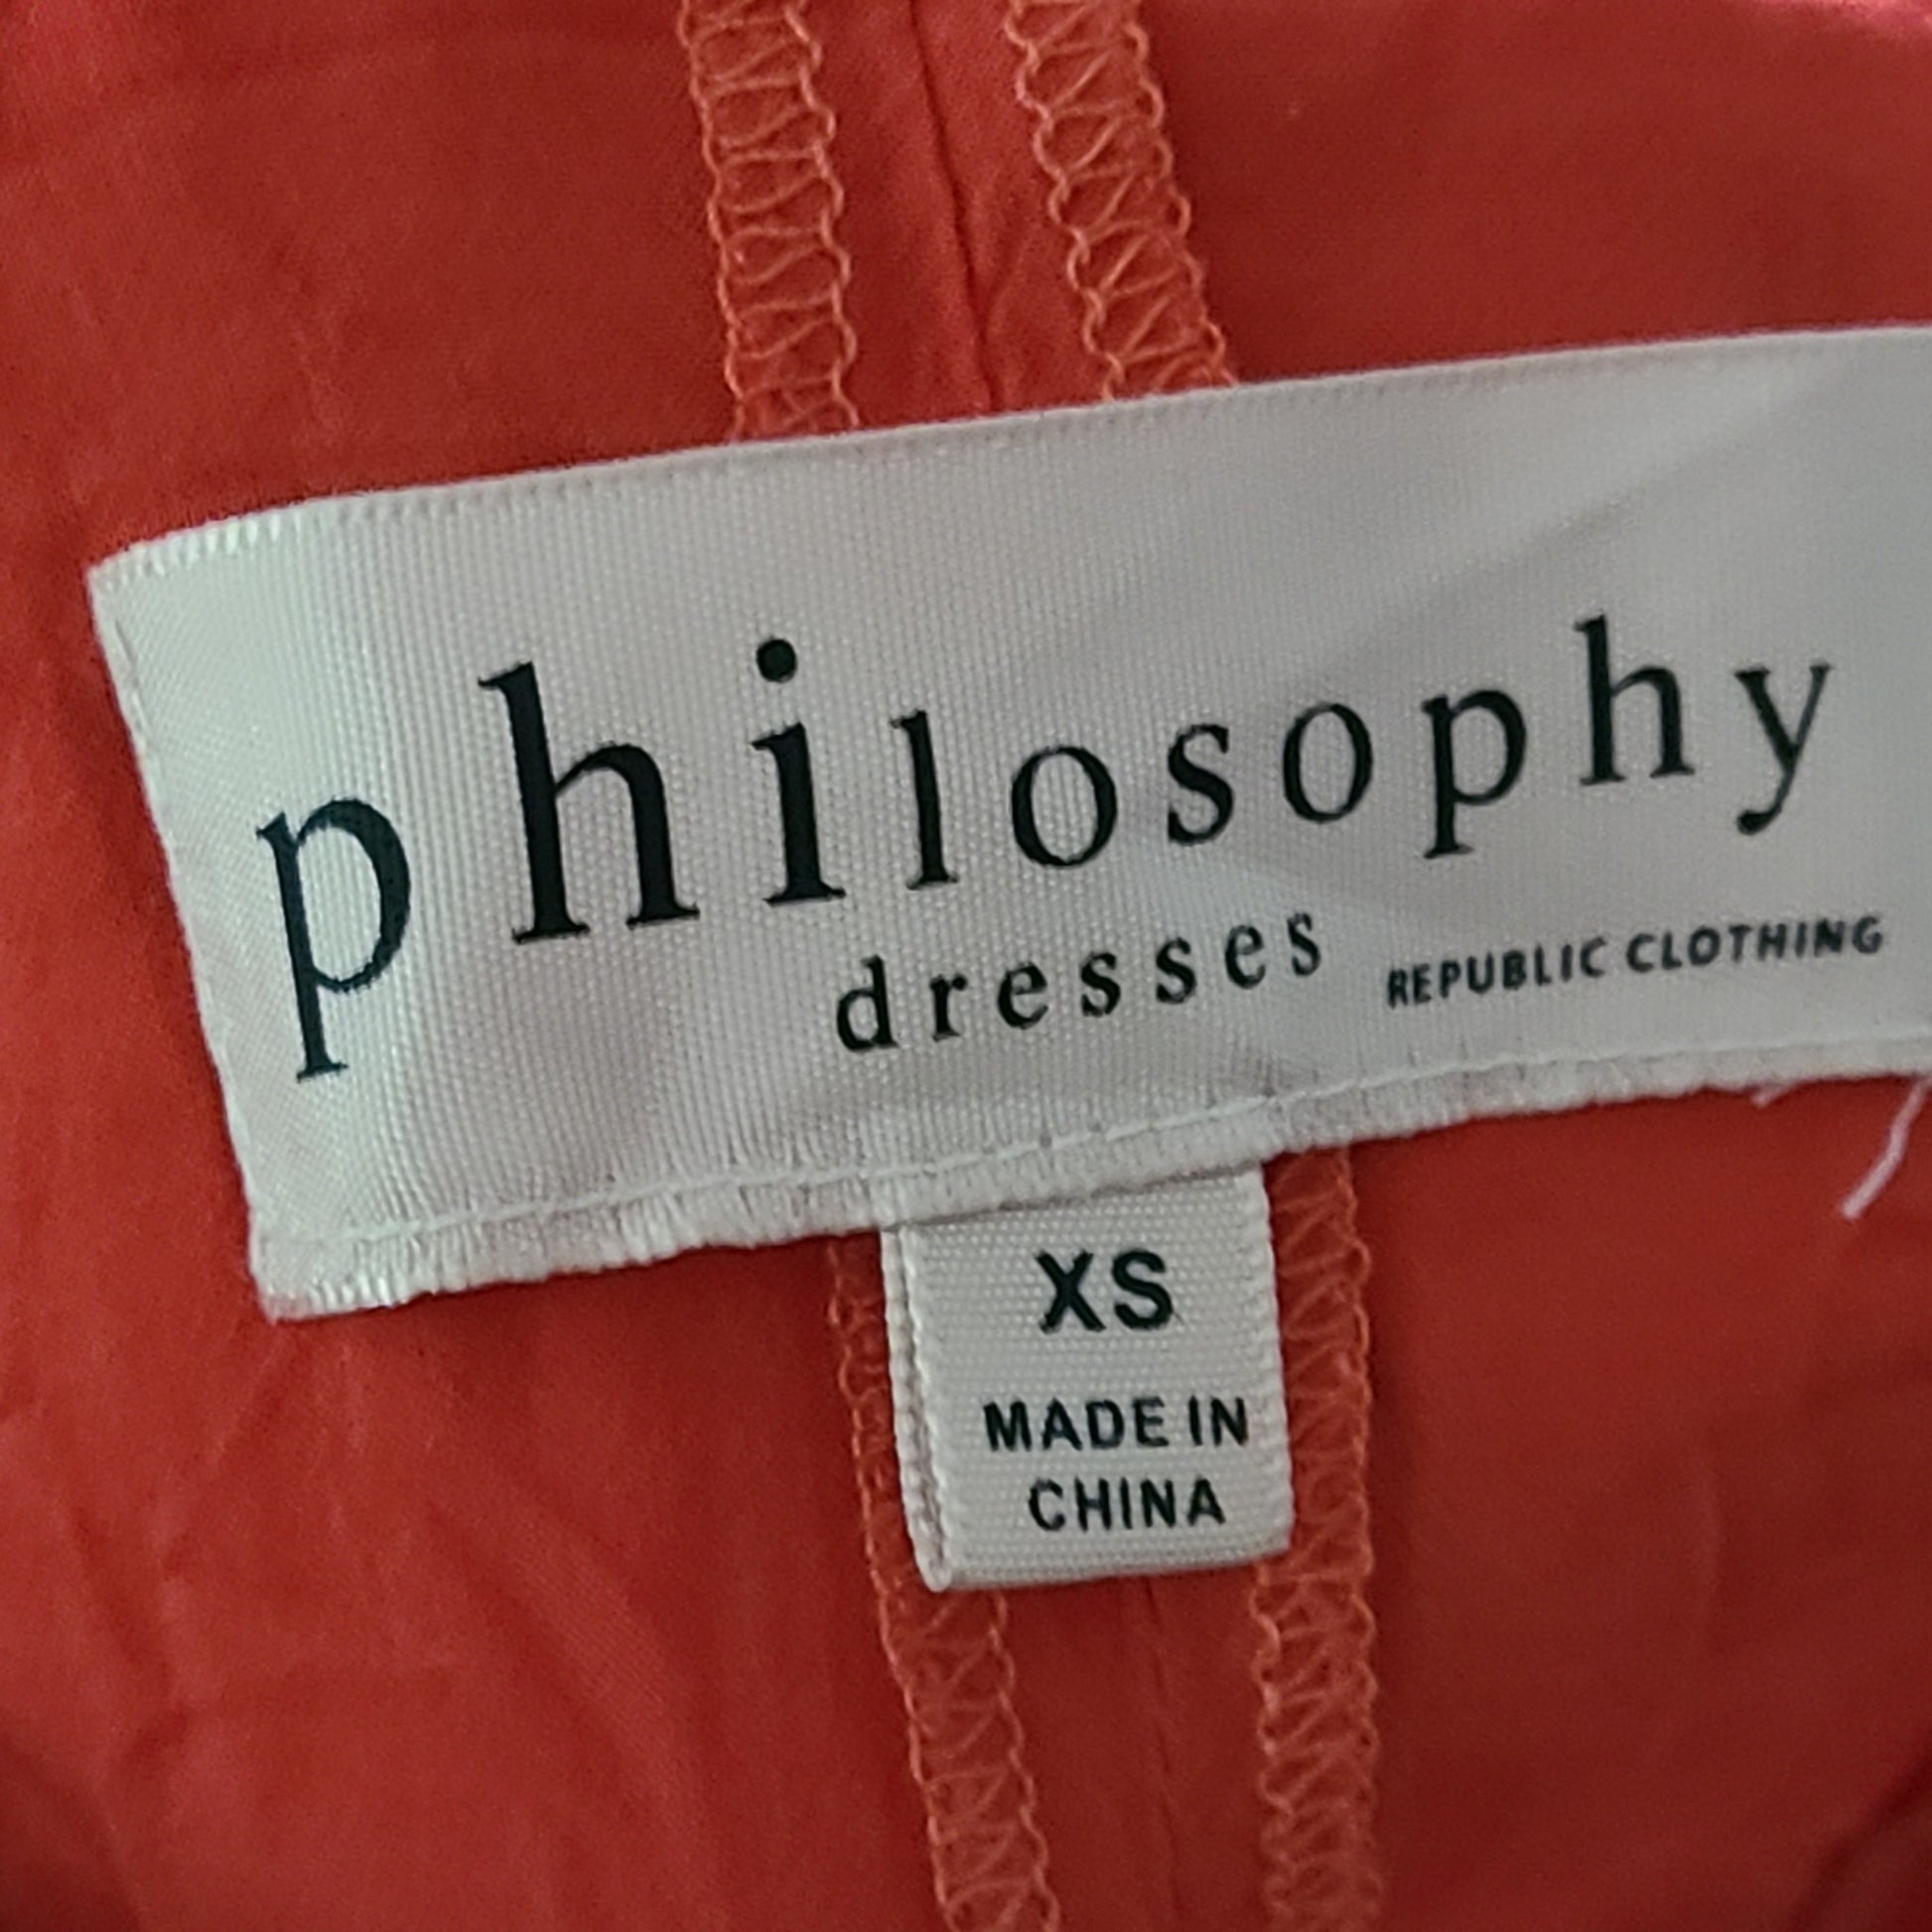 philosophy
dresses REPUBLIC CLOTHING
XS
MADE IN
CHINA